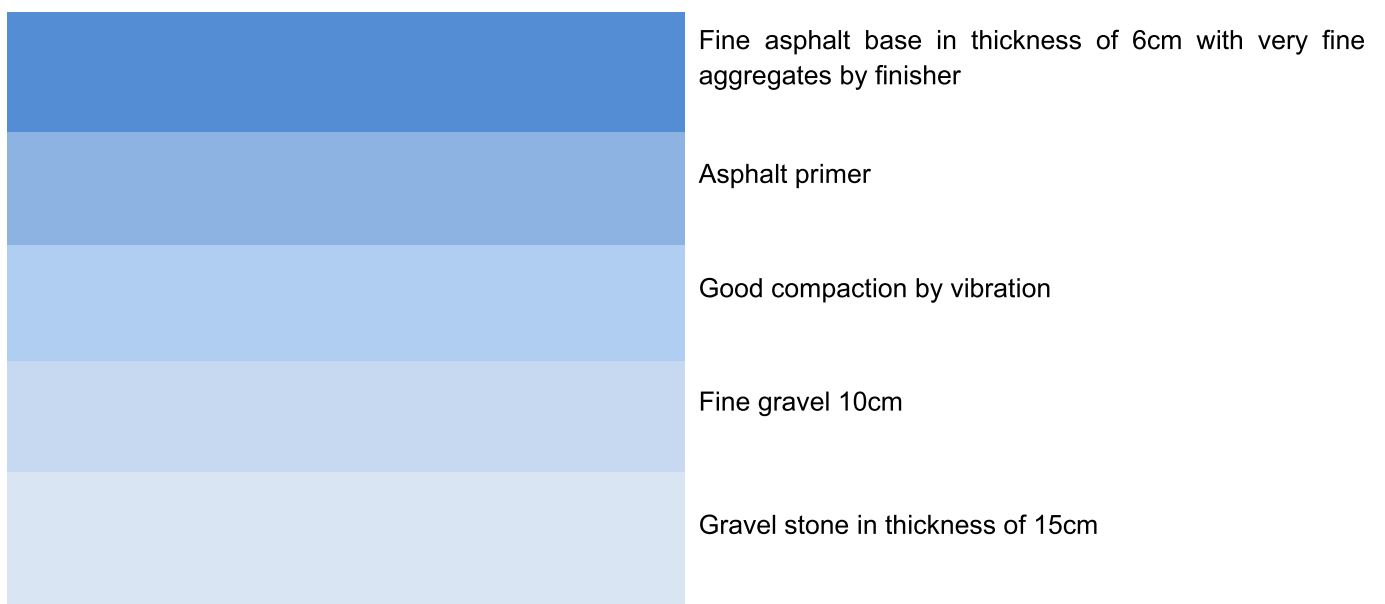 Fine asphalt base in thickness of 6cm with very fine
aggregates by finisher
Asphalt primer
Good compaction by vibration
Fine gravel 10cm
Gravel stone in thickness of 15cm